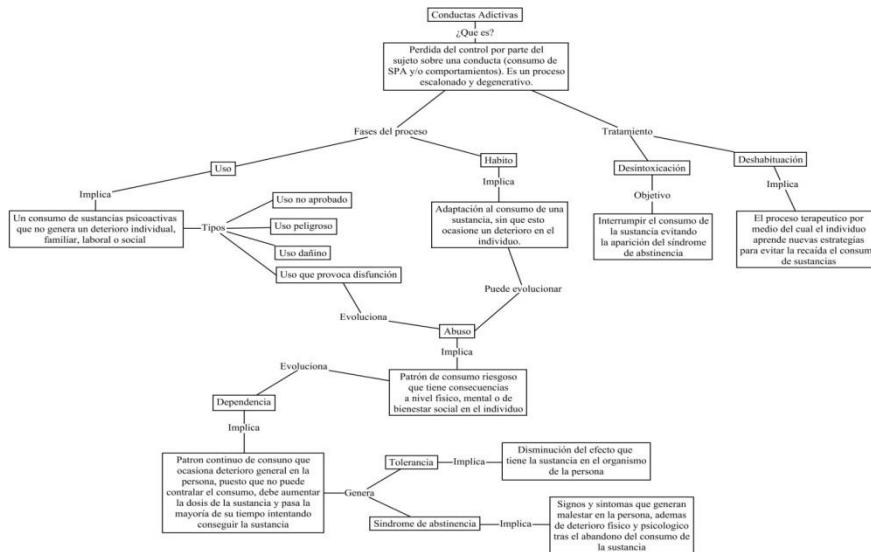 Conductas Adictivas
¿Que es?
Perdida del control por parte del
sujeto sobre una conducta (consumo de
SPA y/o comportamientos). Es un proceso
escalonado y degenerativo.
Fases del proceso
Tratamiento
Uso
Habito
Desintoxicación
Deshabituación
Implica
Implica
Objetivo
Implica
Un consumo de sustancias psicoactivas
que no genera un deterioro individual,
familiar, laboral o social
Tipos
Uso no aprobado
Uso peligroso
Uso dañino
Uso que provoca disfunción
Adaptación al consumo de una
sustancia, sin que esto
ocasione un deterioro en el
individuo.
Interrumpir el consumo de
la sustancia evitando
la aparición del síndrome de
abstinencia
El proceso terapeutico por
medio del cual el individuo
aprende nuevas estrategias
para evitar la recaída el consumo
de sustancias
Evoluciona
Puede evolucionar
Abuso
Implica
Evoluciona
Patrón de consumo riesgoso
que tiene consecuencias
a nivel físico, mental o de
bienestar social en el individuo
Dependencia
Implica
Patron continuo de consuno que
ocasiona deterioro general en la
persona, puesto que no puede
contralar el consumo, debe aumentar
la dosis de la sustancia y pasa la
mayoría de su tiempo intentando
conseguir la sustancia
Genera
Tolerancia
Implica
Disminución del efecto que
tiene la sustancia en el organismo
de la persona
Síndrome de abstinencia
Implica
Signos y sintomas que generan
malestar en la persona, ademas
de deterioro físico y psicologico
tras el abandono del consumo de
la sustancia